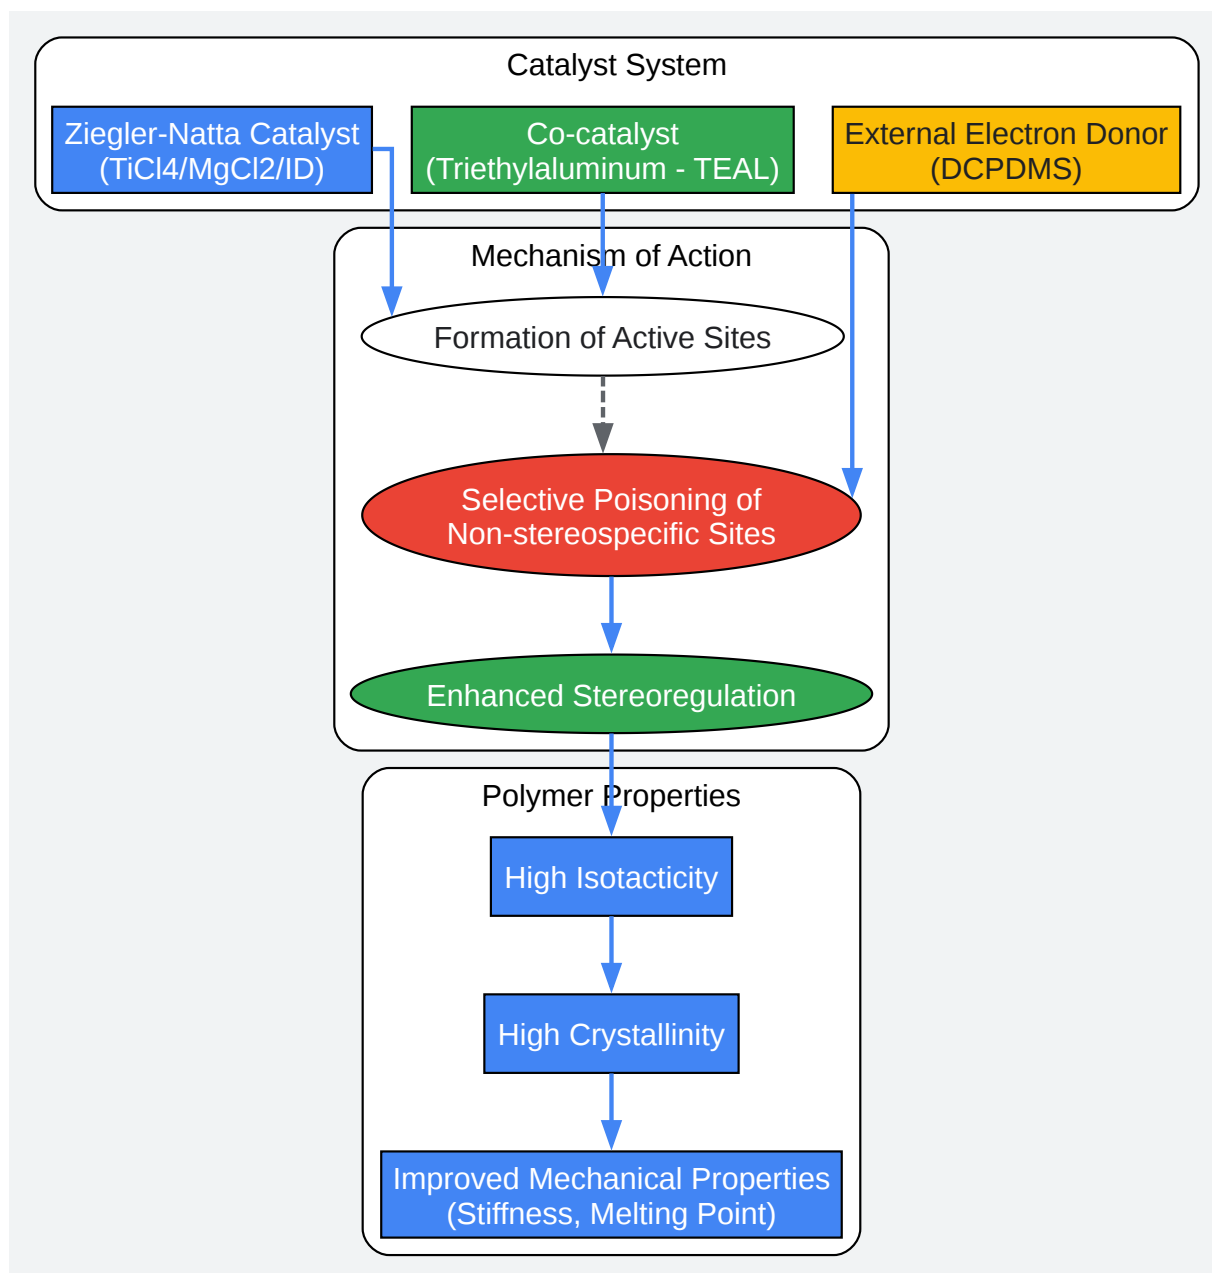 Catalyst System
Ziegler-Natta Catalyst
(TiCl4/MgCl2/ID)
Co-catalyst
(Triethylaluminum - TEAL)
External Electron Donor
(DCPDMS)
Mechanism of Action
Formation of Active Sites
Selective Poisoning of
Non-stereospecific Sites
Enhanced Stereoregulation
Polymer Properties
High Isotacticity
High Crystallinity
Improved Mechanical Properties
(Stiffness, Melting Point)